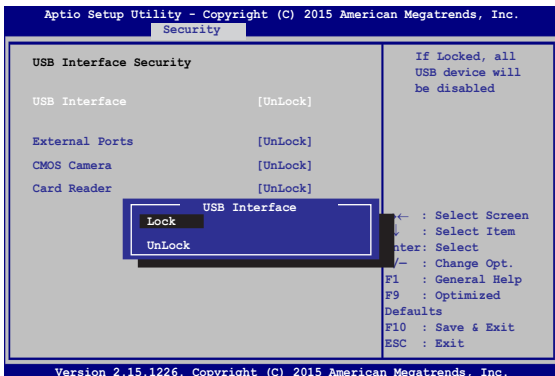 Aptio Setup Utility - Copyright (C) 2015 American Megatrends, Inc.
Security
USB Interface Security
USB Interface [UnLock]
External Ports [UnLock]
CMOS Camera [UnLock]
Card Reader [UnLock]
USB Interface
Lock
UnLock
If Locked, all
USB device will
be disabled
← : Select Screen
↓ : Select Item
nter: Select
/— : Change Opt.
F1 : General Help
F9 : Optimized
Defaults
F10 : Save & Exit
ESC : Exit
Version 2.15.1226. Copyright (C) 2015 American Megatrends, Inc.